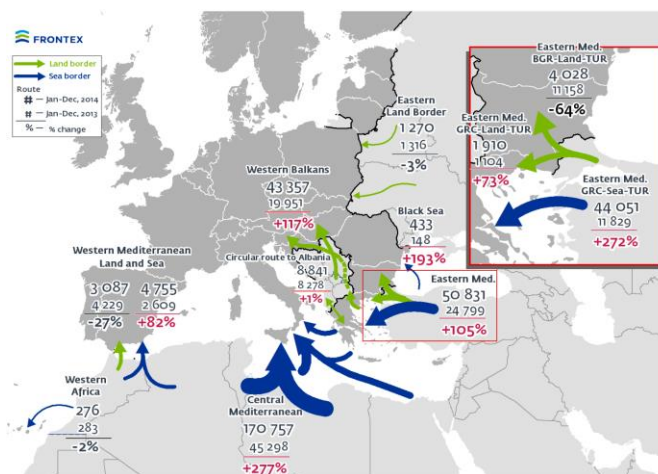 FRONTEX
Land border
Sea border
Route
# — Jan-Dec, 2014
# — Jan-Dec, 2013
% — % change
Eastern Med.
BGR-Land-TUR
4 028
11 158
-64%
Eastern Med.
GRC-Land-TUR
1 910
1 104
+73%
Eastern Med.
GRC-Sea-TUR
44 051
11 829
+272%
Eastern
Land Border
1 270
1 316
-3%
Western Balkans
43 357
19 951
+117%
Black Sea
433
148
+193%
Circular route to Albania
8 841
8 278
+1%
Western Mediterranean
Land and Sea
3 087 4 755
4 229 2 609
-27% +82%
Eastern Med.
50 831
24 799
+105%
Western
Africa
276
283
-2%
Central
Mediterranean
170 757
45 298
+277%